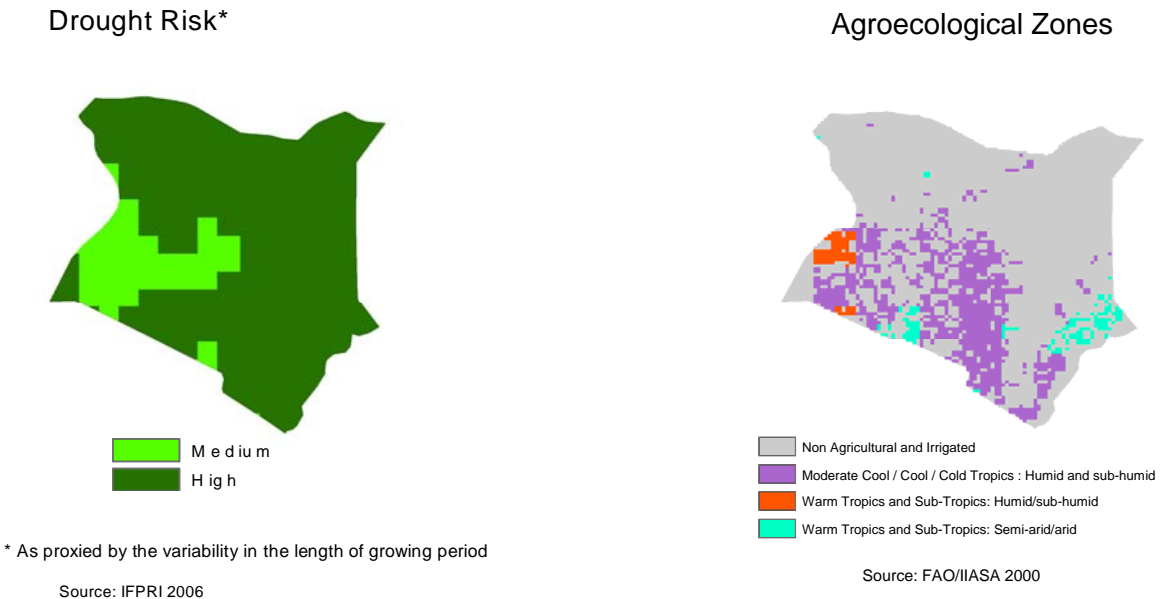 Drought Risk*
Agroecological Zones
Medium
High
Non Agricultural and Irrigated
Moderate Cool / Cool / Cold Tropics : Humid and sub-humid
Warm Tropics and Sub-Tropics: Humid/sub-humid
Warm Tropics and Sub-Tropics: Semi-arid/arid
* As proxied by the variability in the length of growing period
Source: IFPRI 2006
Source: FAO/IIASA 2000